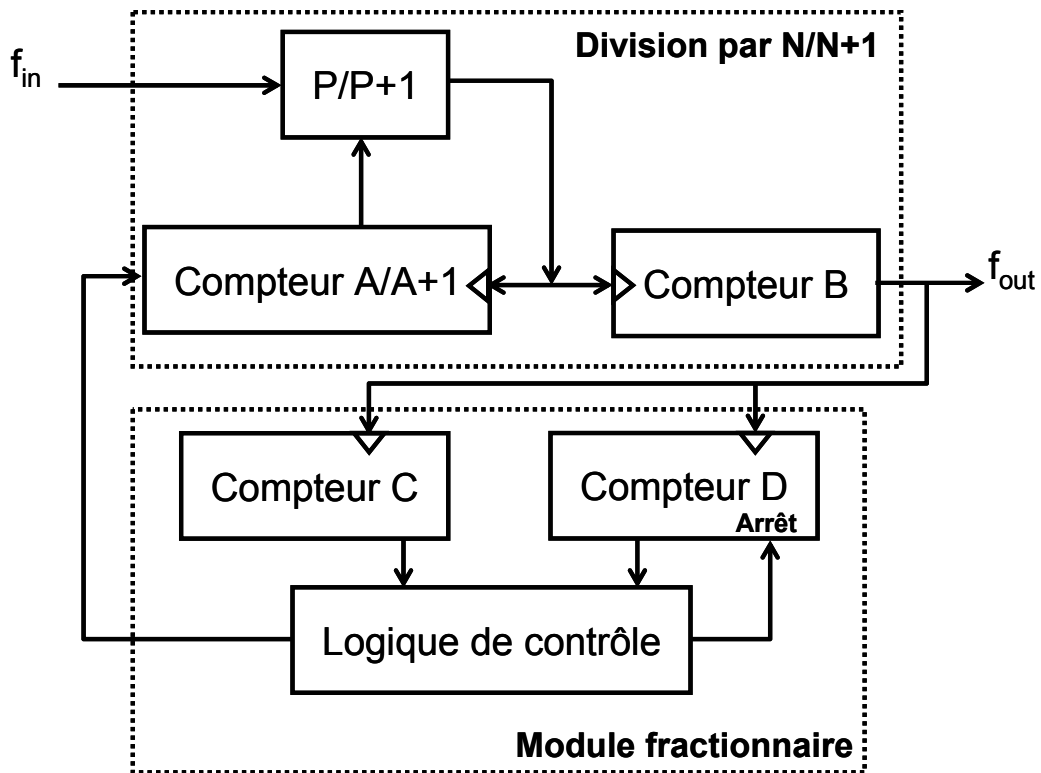 Division par N/N+1
f_in
P/P+1
Compteur A/A+1
Compteur B
f_out
Compteur C
Compteur D
Arrêt
Logique de contrôle
Module fractionnaire